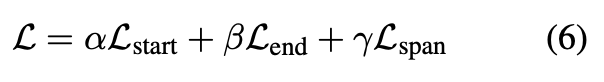 ℒ = αℒ_start + βℒ_end + γℒ_span (6)